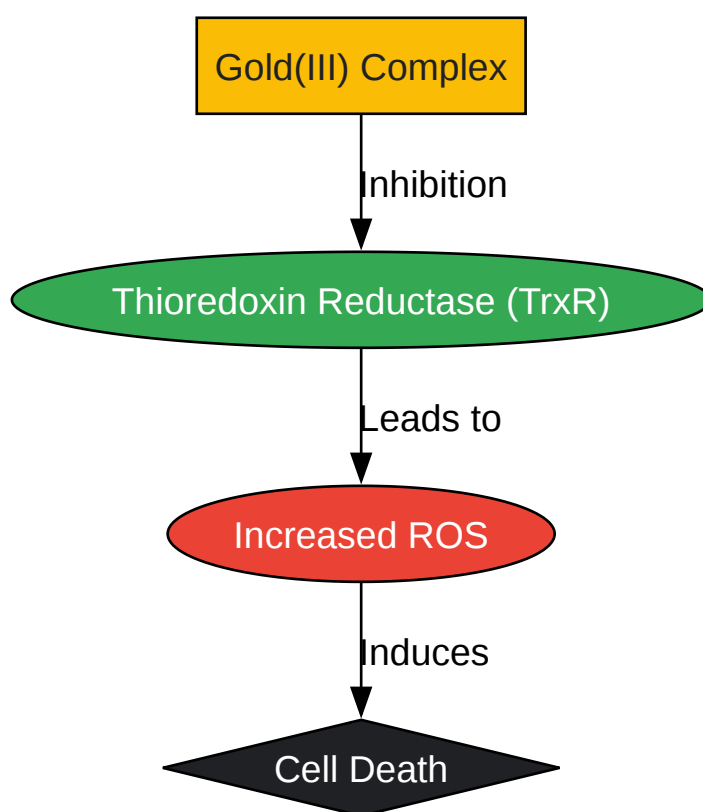 Gold(III) Complex
Inhibition
Thioredoxin Reductase (TrxR)
Leads to
Increased ROS
Induces
Cell Death